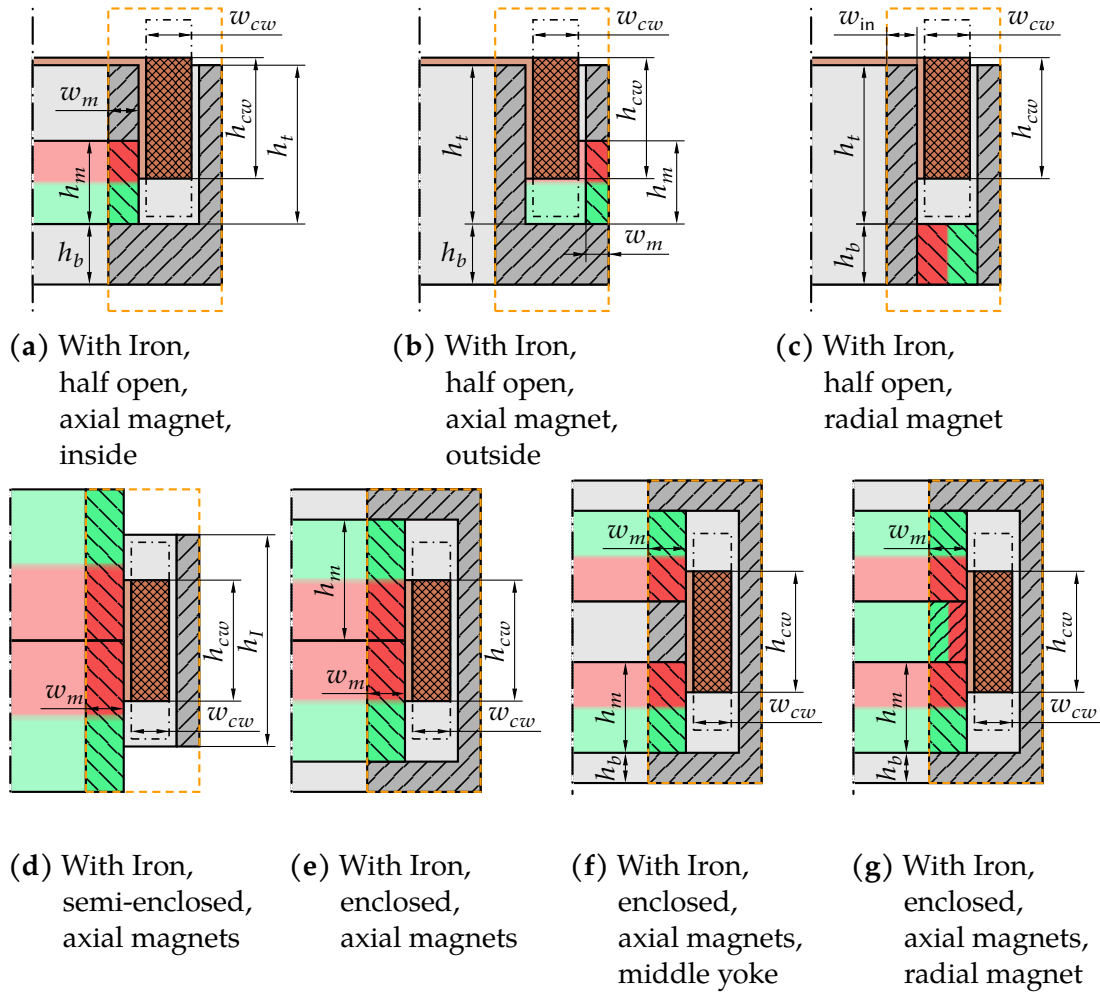 w_cw
w_cw
w_in
w_cw
w_m
h_cw
h_t
h_m
h_b
h_t
h_cw
h_m
h_b
w_m
h_t
h_cw
h_b
(a) With Iron,
half open,
axial magnet,
inside
(b) With Iron,
half open,
axial magnet,
outside
(c) With Iron,
half open,
radial magnet
w_m
h_cw
h_I
w_cw
h_m
w_m
h_cw
w_cw
w_m
h_cw
h_m
w_cw
h_b
w_m
h_cw
h_m
w_cw
h_b
(d) With Iron,
semi-enclosed,
axial magnets
(e) With Iron,
enclosed,
axial magnets
(f) With Iron,
enclosed,
axial magnets,
middle yoke
(g) With Iron,
enclosed,
axial magnets,
radial magnet